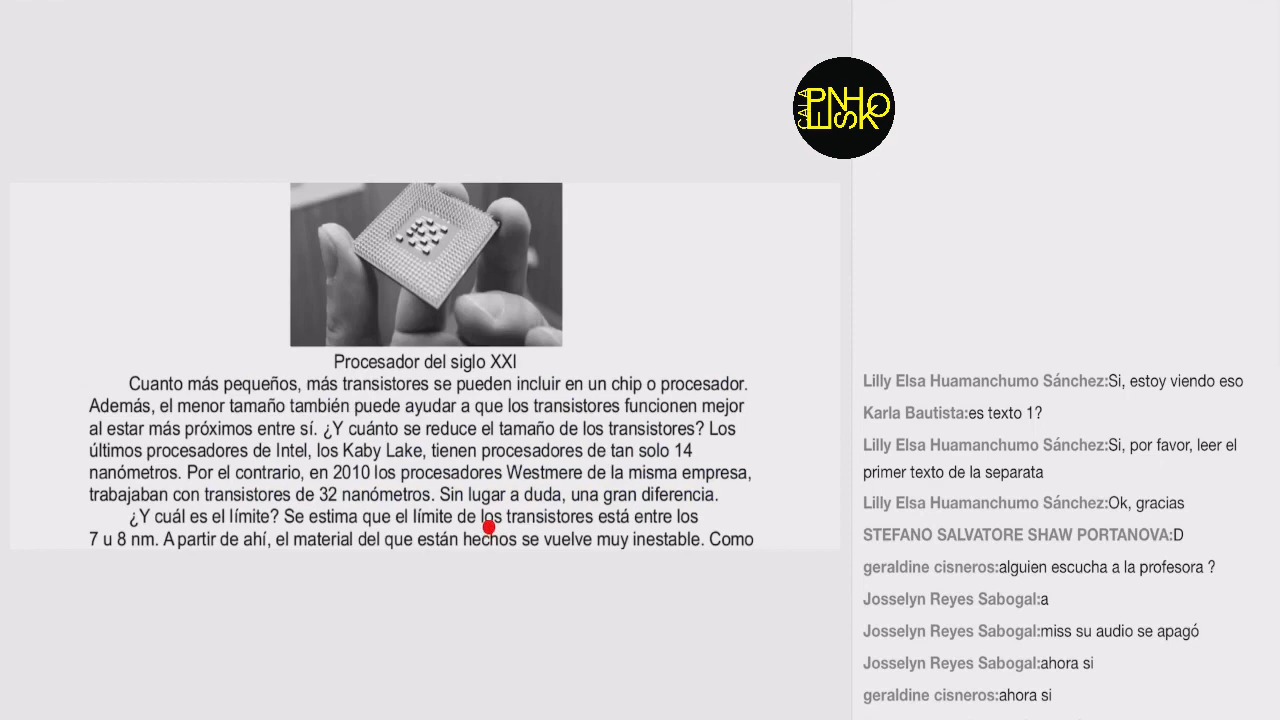 CALA
PENHSKO
Procesador del siglo XXI
Cuanto más pequeños, más transistores se pueden incluir en un chip o procesador.
Además, el menor tamaño también puede ayudar a que los transistores funcionen mejor
al estar más próximos entre sí. ¿Y cuánto se reduce el tamaño de los transistores? Los
últimos procesadores de Intel, los Kaby Lake, tienen procesadores de tan solo 14
nanómetros. Por el contrario, en 2010 los procesadores Westmere de la misma empresa,
trabajaban con transistores de 32 nanómetros. Sin lugar a duda, una gran diferencia.
¿Y cuál es el límite? Se estima que el límite de los transistores está entre los
7 u 8 nm. A partir de ahí, el material del que están hechos se vuelve muy inestable. Como
Lilly Elsa Huamanchumo Sánchez:Si, estoy viendo eso
Karla Bautista:es texto 1?
Lilly Elsa Huamanchumo Sánchez:Si, por favor, leer el
primer texto de la separata
Lilly Elsa Huamanchumo Sánchez:Ok, gracias
STEFANO SALVATORE SHAW PORTANOVA:D
geraldine cisneros:alguien escucha a la profesora ?
Josselyn Reyes Sabogal:a
Josselyn Reyes Sabogal:miss su audio se apagó
Josselyn Reyes Sabogal:ahora si
geraldine cisneros:ahora si